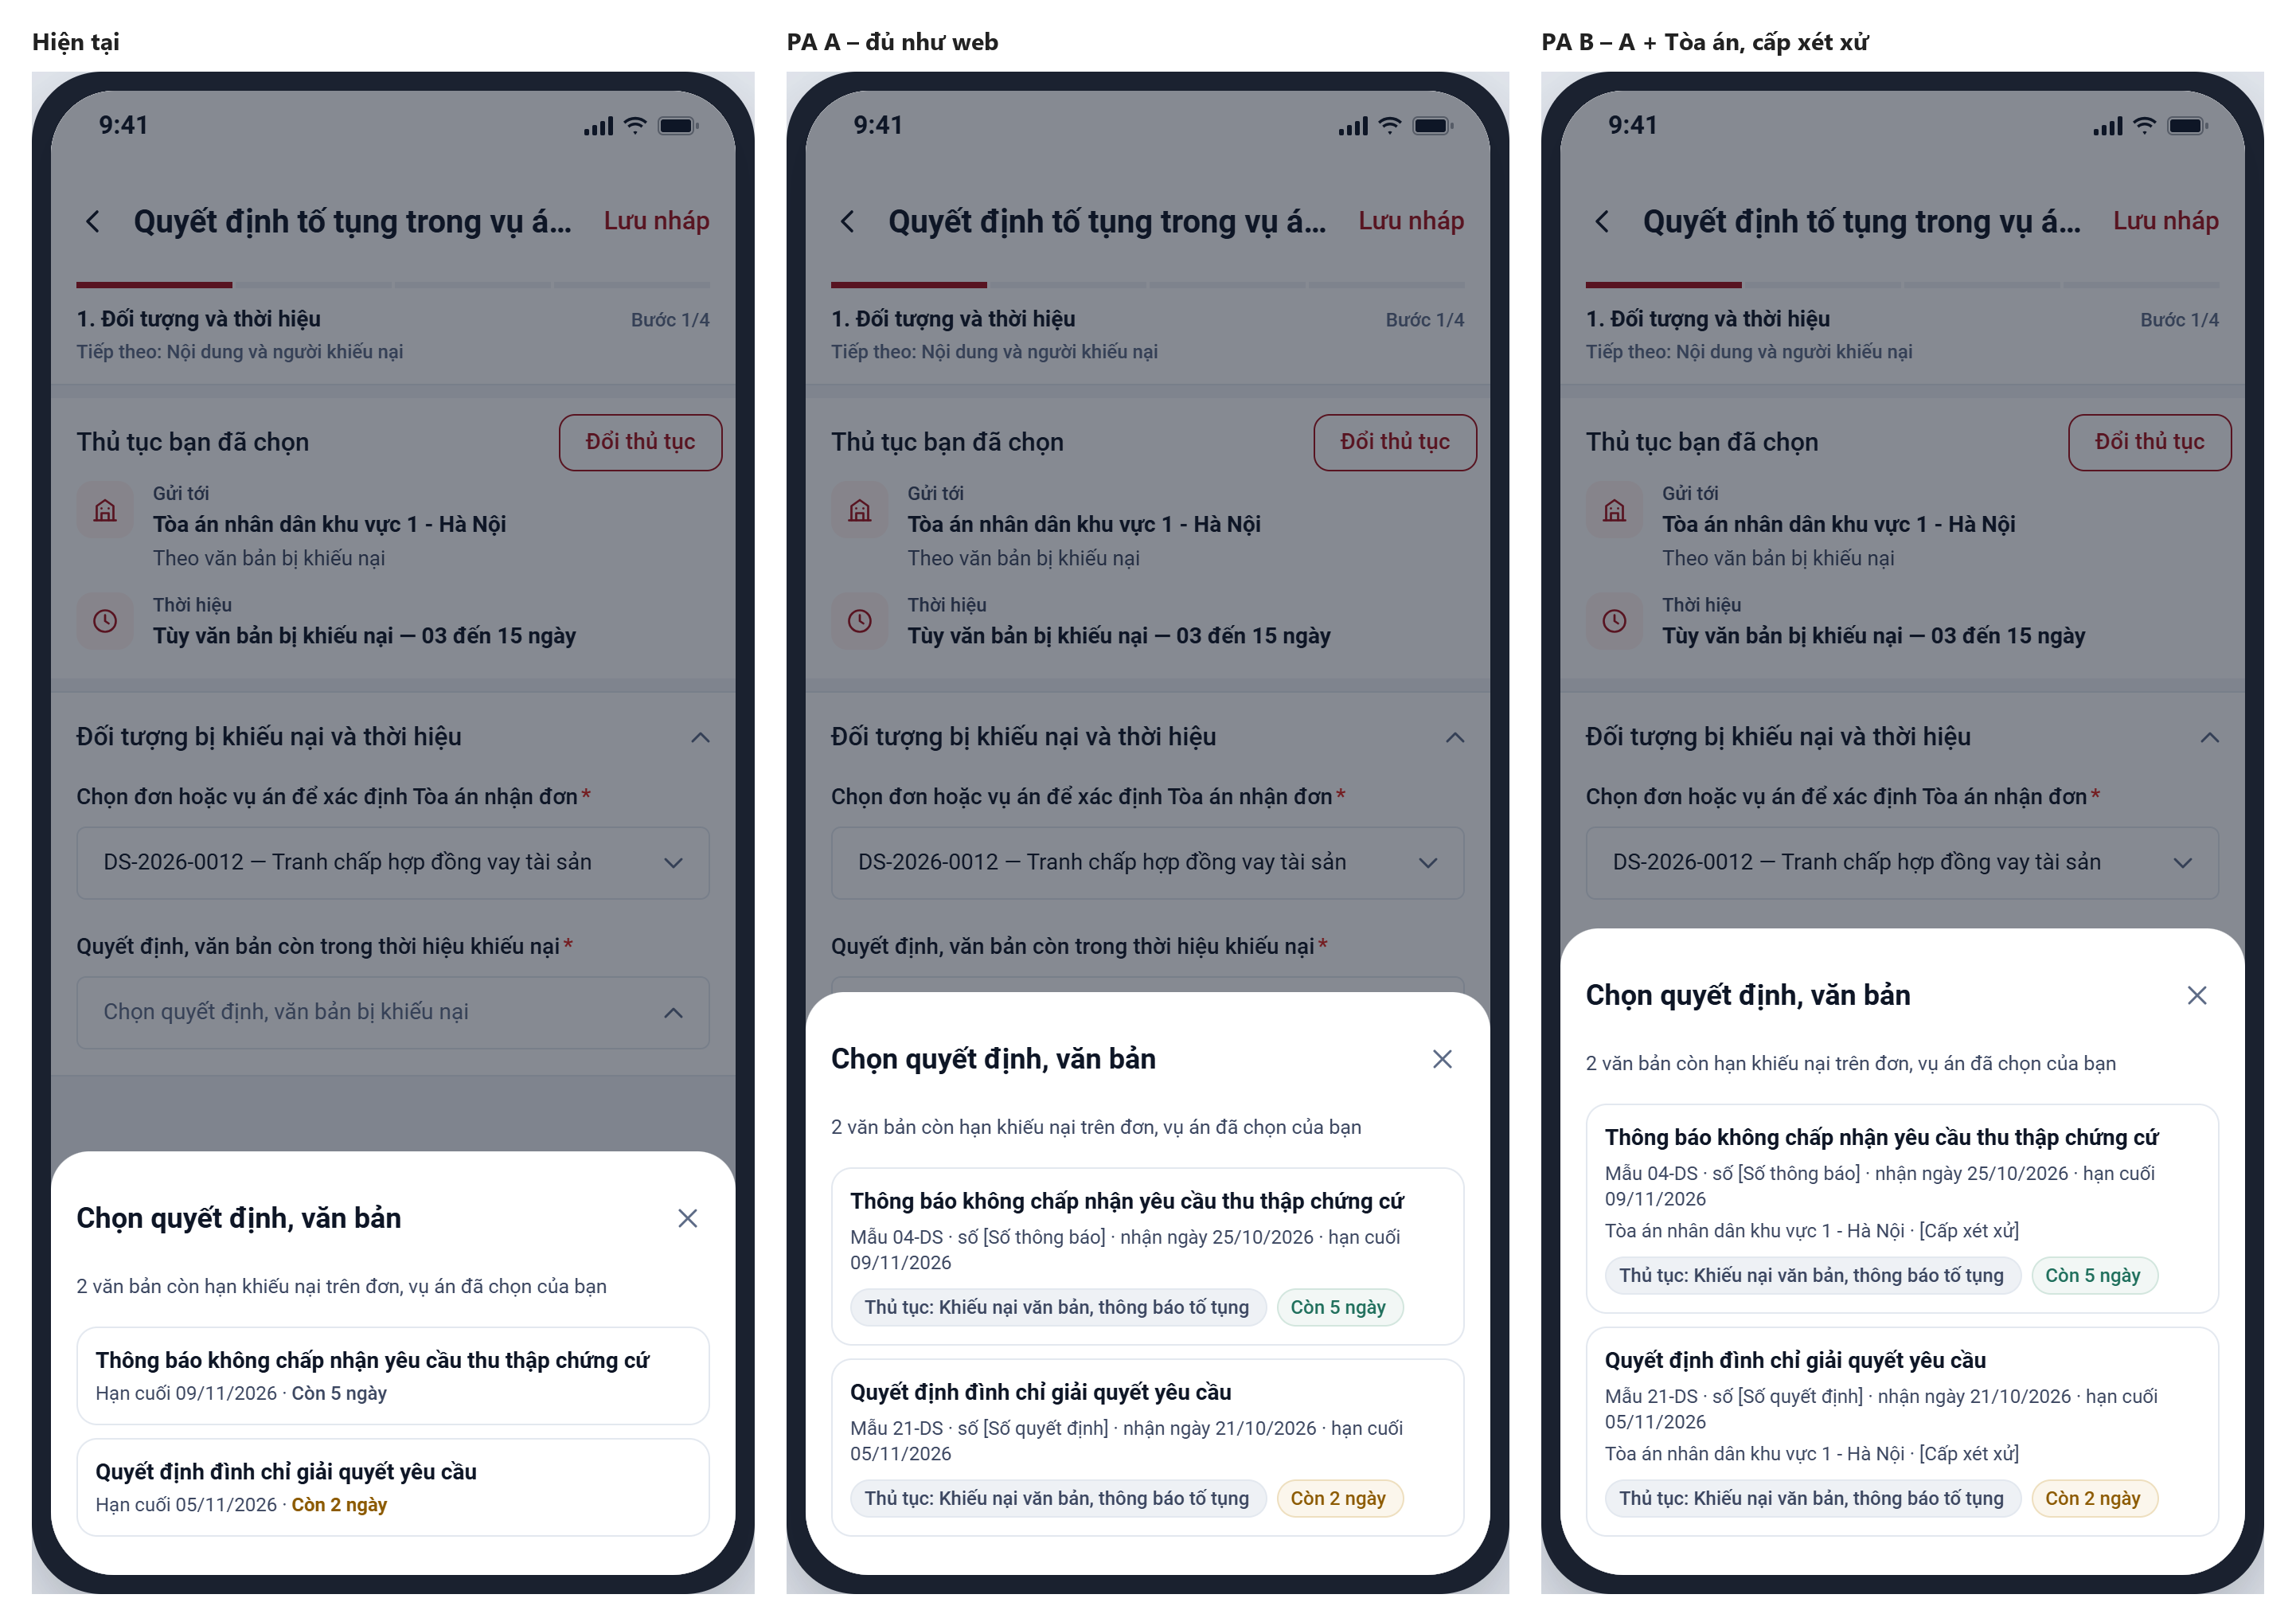 Hiện tại
9:41
Quyết định tố tụng trong vụ á...
Lưu nháp
1. Đối tượng và thời hiệu
Bước 1/4
Tiếp theo: Nội dung và người khiếu nại
Thủ tục bạn đã chọn
Đổi thủ tục
Gửi tới
Tòa án nhân dân khu vực 1 - Hà Nội
Theo văn bản bị khiếu nại
Thời hiệu
Tùy văn bản bị khiếu nại — 03 đến 15 ngày
Đối tượng bị khiếu nại và thời hiệu
Chọn đơn hoặc vụ án để xác định Tòa án nhận đơn*
DS-2026-0012 — Tranh chấp hợp đồng vay tài sản
Quyết định, văn bản còn trong thời hiệu khiếu nại*
Chọn quyết định, văn bản bị khiếu nại
Chọn quyết định, văn bản
2 văn bản còn hạn khiếu nại trên đơn, vụ án đã chọn của bạn
Thông báo không chấp nhận yêu cầu thu thập chứng cứ
Hạn cuối 09/11/2026 · Còn 5 ngày
Quyết định đình chỉ giải quyết yêu cầu
Hạn cuối 05/11/2026 · Còn 2 ngày
PA A – đủ như web
9:41
Quyết định tố tụng trong vụ á...
Lưu nháp
1. Đối tượng và thời hiệu
Bước 1/4
Tiếp theo: Nội dung và người khiếu nại
Thủ tục bạn đã chọn
Đổi thủ tục
Gửi tới
Tòa án nhân dân khu vực 1 - Hà Nội
Theo văn bản bị khiếu nại
Thời hiệu
Tùy văn bản bị khiếu nại — 03 đến 15 ngày
Đối tượng bị khiếu nại và thời hiệu
Chọn đơn hoặc vụ án để xác định Tòa án nhận đơn*
DS-2026-0012 — Tranh chấp hợp đồng vay tài sản
Quyết định, văn bản còn trong thời hiệu khiếu nại*
Chọn quyết định, văn bản
2 văn bản còn hạn khiếu nại trên đơn, vụ án đã chọn của bạn
Thông báo không chấp nhận yêu cầu thu thập chứng cứ
Mẫu 04-DS · số [Số thông báo] · nhận ngày 25/10/2026 · hạn cuối
09/11/2026
Thủ tục: Khiếu nại văn bản, thông báo tố tụng
Còn 5 ngày
Quyết định đình chỉ giải quyết yêu cầu
Mẫu 21-DS · số [Số quyết định] · nhận ngày 21/10/2026 · hạn cuối
05/11/2026
Thủ tục: Khiếu nại văn bản, thông báo tố tụng
Còn 2 ngày
PA B – A + Tòa án, cấp xét xử
9:41
Quyết định tố tụng trong vụ á...
Lưu nháp
1. Đối tượng và thời hiệu
Bước 1/4
Tiếp theo: Nội dung và người khiếu nại
Thủ tục bạn đã chọn
Đổi thủ tục
Gửi tới
Tòa án nhân dân khu vực 1 - Hà Nội
Theo văn bản bị khiếu nại
Thời hiệu
Tùy văn bản bị khiếu nại — 03 đến 15 ngày
Đối tượng bị khiếu nại và thời hiệu
Chọn đơn hoặc vụ án để xác định Tòa án nhận đơn*
DS-2026-0012 — Tranh chấp hợp đồng vay tài sản
Chọn quyết định, văn bản
2 văn bản còn hạn khiếu nại trên đơn, vụ án đã chọn của bạn
Thông báo không chấp nhận yêu cầu thu thập chứng cứ
Mẫu 04-DS · số [Số thông báo] · nhận ngày 25/10/2026 · hạn cuối
09/11/2026
Tòa án nhân dân khu vực 1 - Hà Nội · [Cấp xét xử]
Thủ tục: Khiếu nại văn bản, thông báo tố tụng
Còn 5 ngày
Quyết định đình chỉ giải quyết yêu cầu
Mẫu 21-DS · số [Số quyết định] · nhận ngày 21/10/2026 · hạn cuối
05/11/2026
Tòa án nhân dân khu vực 1 - Hà Nội · [Cấp xét xử]
Thủ tục: Khiếu nại văn bản, thông báo tố tụng
Còn 2 ngày